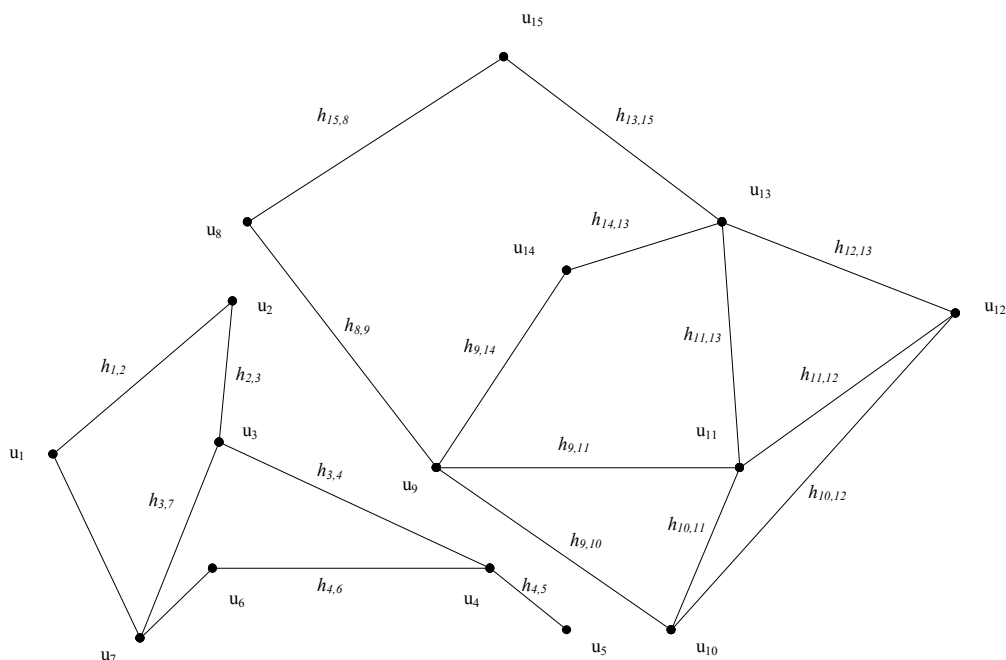 u15
h15,8
h13,15
u13
u8
h14,13
u14
h12,13
u2
u12
h8,9
h9,14
h11,13
h1,2
h2,3
h11,12
u3
u11
u1
h9,11
h3,4
u9
h3,7
h10,12
h10,11
h9,10
h4,6
h4,5
u6
u4
u5
u10
u7